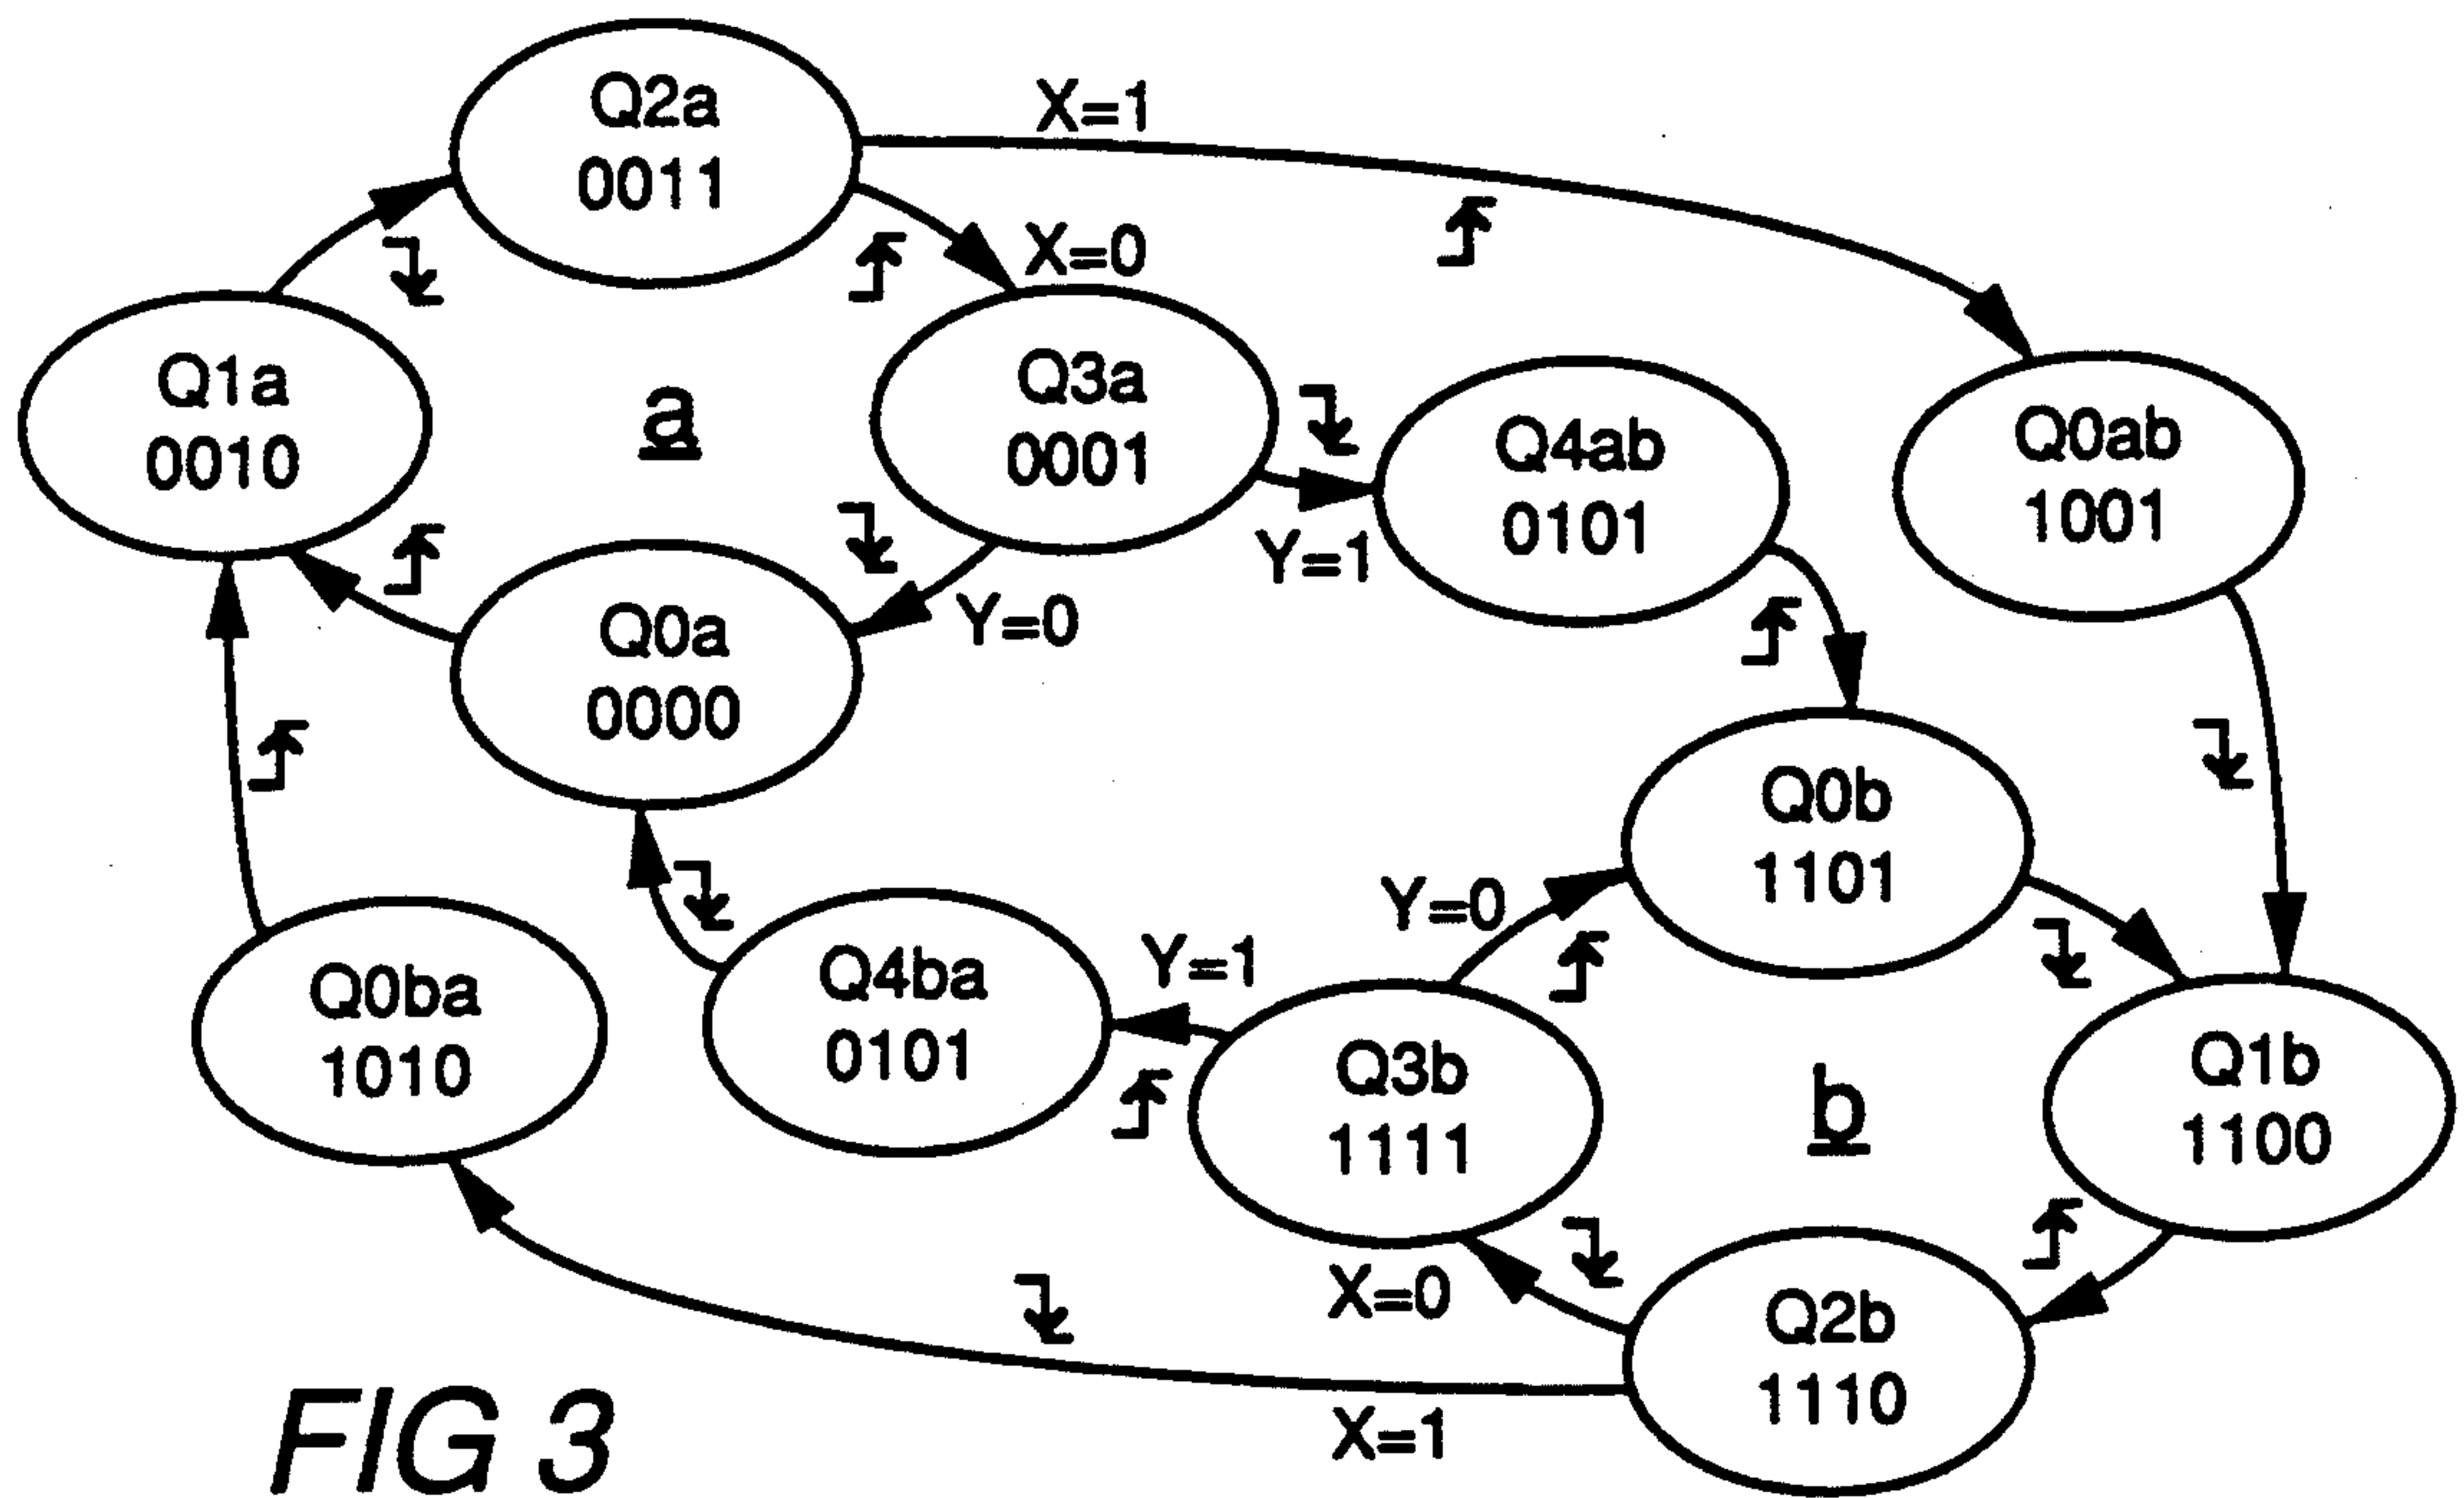 Q2a
0011
X=1
X=0
Q1a
0010
a
Q3a
0001
Q4ab
0101
Q0ab
1001
Y=1
Y=0
Q0a
0000
Q0b
1101
Y=0
Y=1
Q0ba
1010
Q4ba
0101
Q3b
1111
b
Q1b
1100
X=0
Q2b
1110
X=1
FIG 3